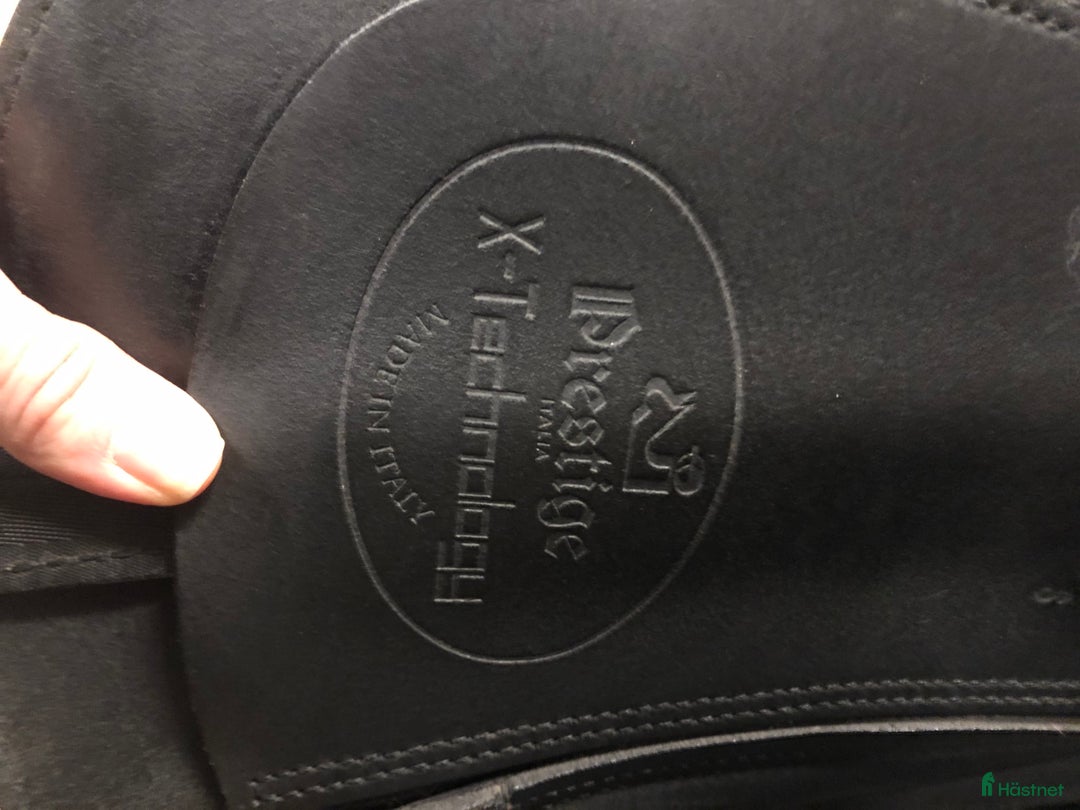 Prestige
ITALIA
X-Technology
MADE IN ITALY
Hästnet